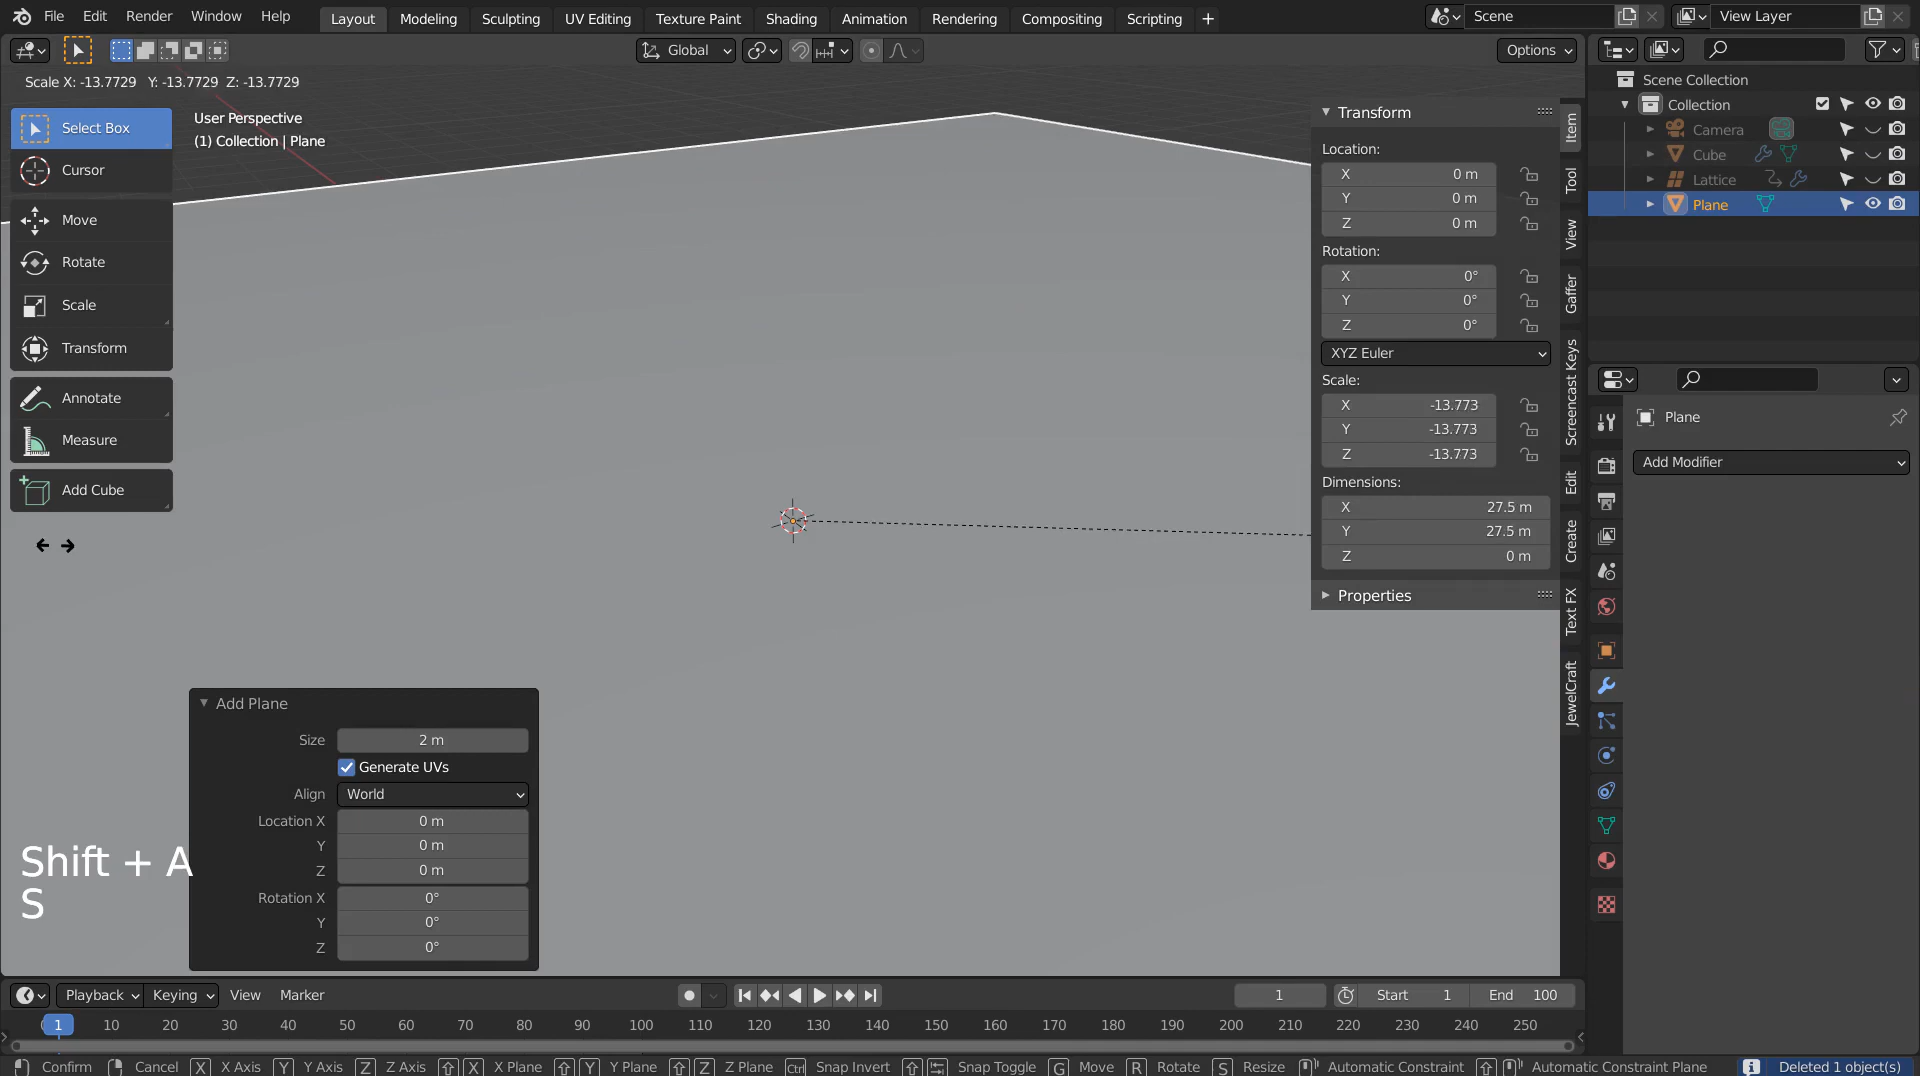 File Edit Render Window Help Layout Modeling Sculpting UV Editing Texture Paint Shading Animation Rendering Compositing Scripting + Scene View Layer
Global Options
Scale X: -13.7729 Y: -13.7729 Z: -13.7729
Select Box
Cursor
Move
Rotate
Scale
Transform
Annotate
Measure
Add Cube
User Perspective
(1) Collection | Plane
Shift + A
S
Add Plane
Size 2 m
Generate UVs
Align World
Location X 0 m
Y 0 m
Z 0 m
Rotation X 0°
Y 0°
Z 0°
Transform
Location:
X 0 m
Y 0 m
Z 0 m
Rotation:
X 0°
Y 0°
Z 0°
XYZ Euler
Scale:
X -13.773
Y -13.773
Z -13.773
Dimensions:
X 27.5 m
Y 27.5 m
Z 0 m
Properties
Item
Tool
View
Gaffer
Screencast Keys
Edit
Create
Text FX
JewelCraft
Scene Collection
Collection
Camera
Cube
Lattice
Plane
Plane
Add Modifier
Playback Keying View Marker 1 Start 1 End 100
1 10 20 30 40 50 60 70 80 90 100 110 120 130 140 150 160 170 180 190 200 210 220 230 240 250
Confirm Cancel X X Axis Y Y Axis Z Z Axis X X Plane Y Y Plane Z Z Plane Ctrl Snap Invert Snap Toggle G Move R Rotate S Resize Automatic Constraint Automatic Constraint Plane Deleted 1 object(s)